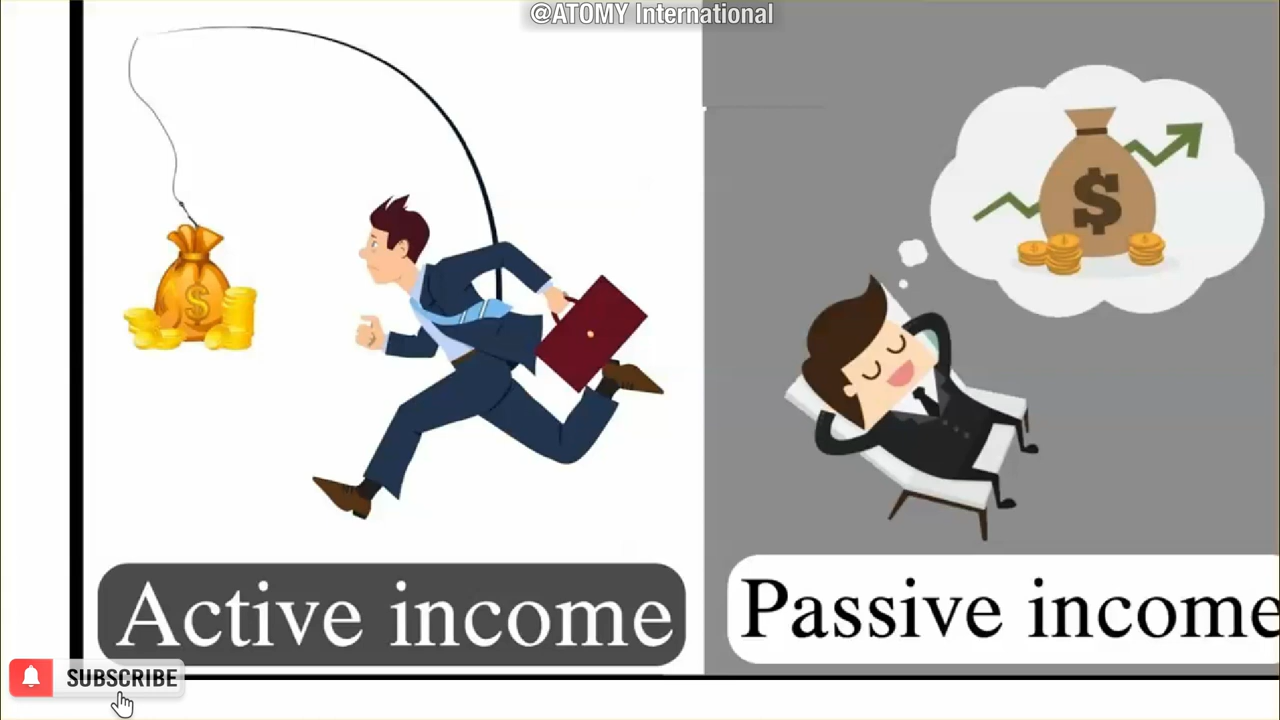 @ATOMY International
$
$
Active income
Passive income
SUBSCRIBE